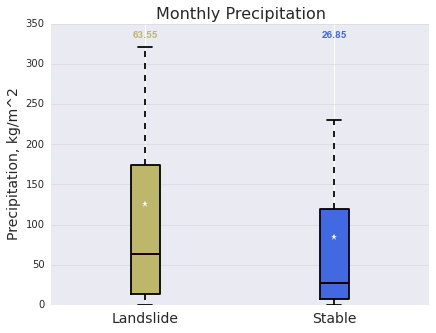 Monthly Precipitation
350
300
250
200
150
100
50
0
Precipitation, kg/m^2
63.55
26.85
Landslide
Stable